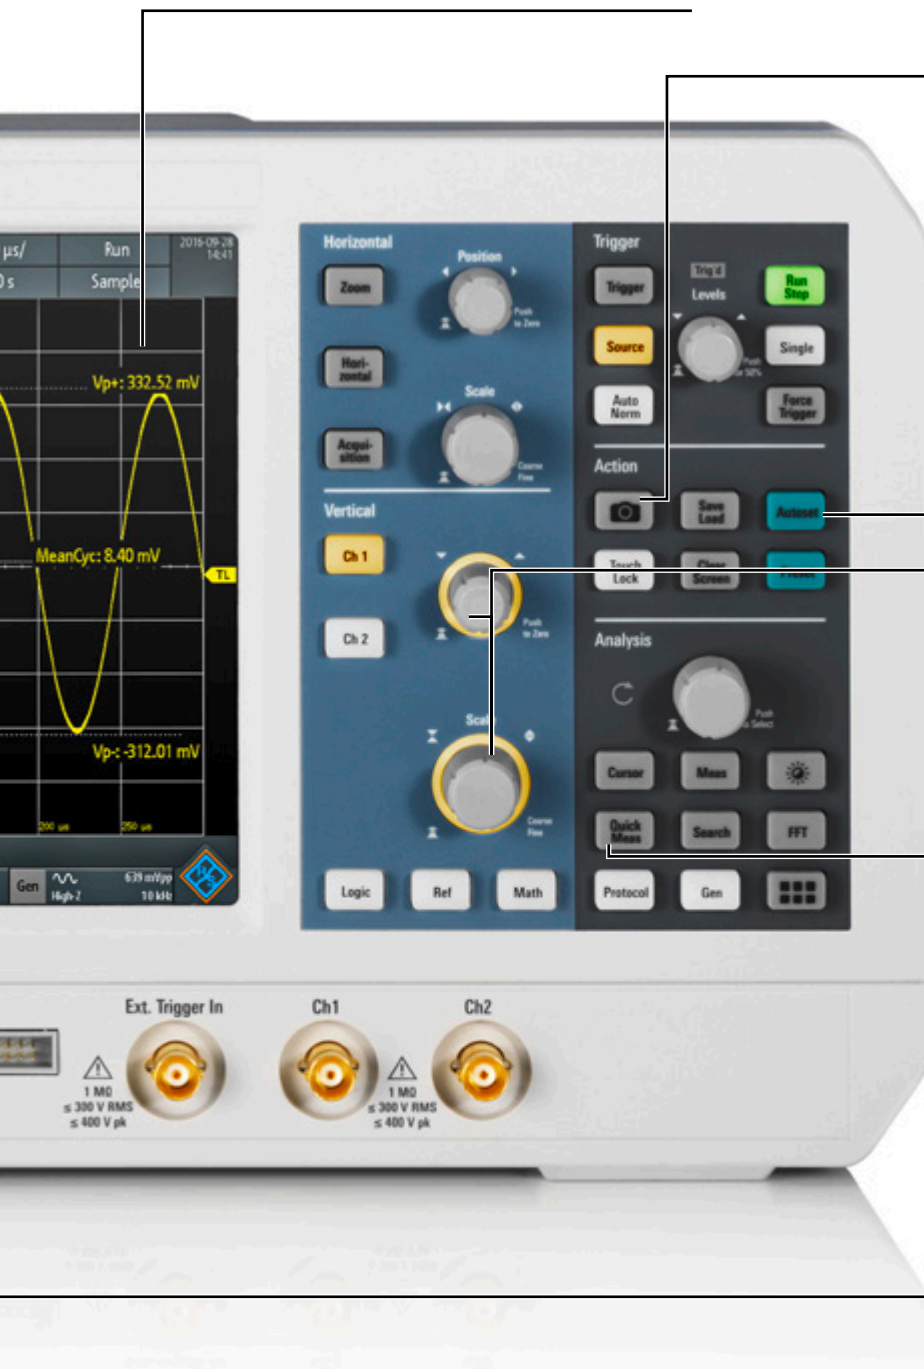 µs/
Run
2016-09-28
14:41
0 s
Sample
Vp+: 332.52 mV
MeanCyc: 8.40 mV
TL
Vp-: -312.01 mV
200 µs
250 µs
Gen
High-Z
639 mVpp
10 kHz
Horizontal
Position
Zoom
Push
to Zero
Hori-
zontal
Scale
Acqui-
sition
Coarse
Fine
Vertical
Ch 1
Push
to Zero
Ch 2
Scale
Coarse
Fine
Logic
Ref
Math
Trigger
Trig'd
Trigger
Levels
Run
Stop
Source
Single
Push
50%
Auto
Norm
Force
Trigger
Action
Save
Load
Autoset
Touch
Lock
Clear
Screen
Preset
Analysis
Push
to Select
Cursor
Meas
Quick
Meas
Search
FFT
Protocol
Gen
Ext. Trigger In
Ch1
Ch2
1 MΩ
≤ 300 V RMS
≤ 400 V pk
1 MΩ
≤ 300 V RMS
≤ 400 V pk